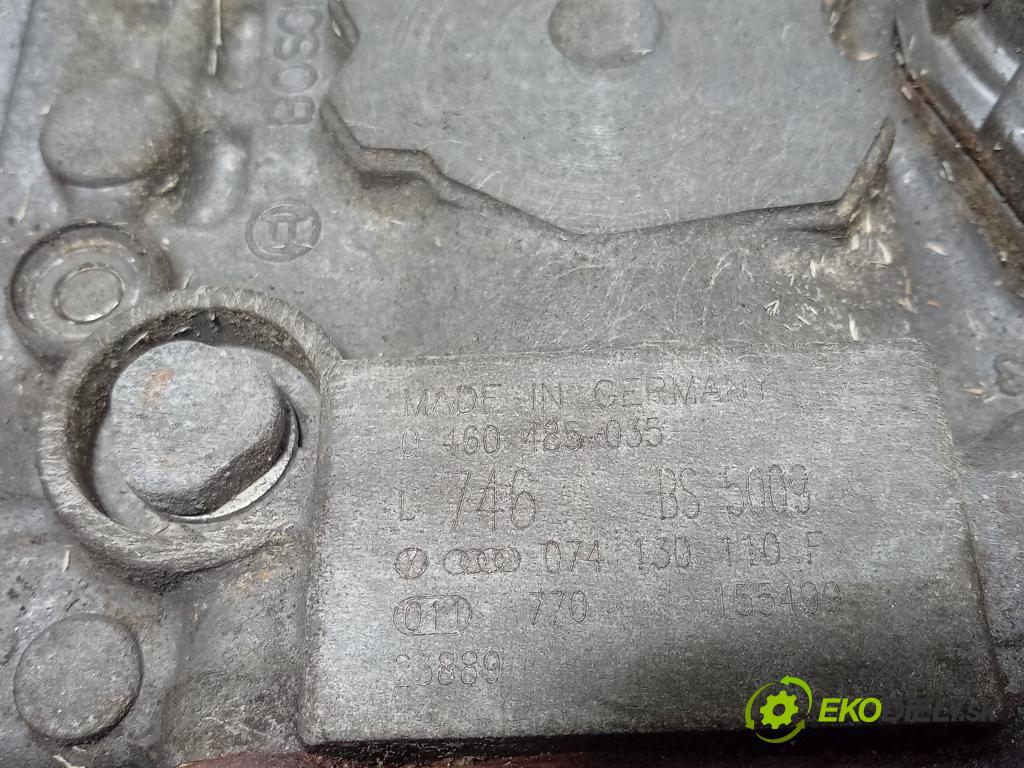 BOSCH
MADE IN GERMANY
0 460 485 035
L 746 BS 5009
074 130 110 F
011 770 155499
23889
EKODIELY.SK